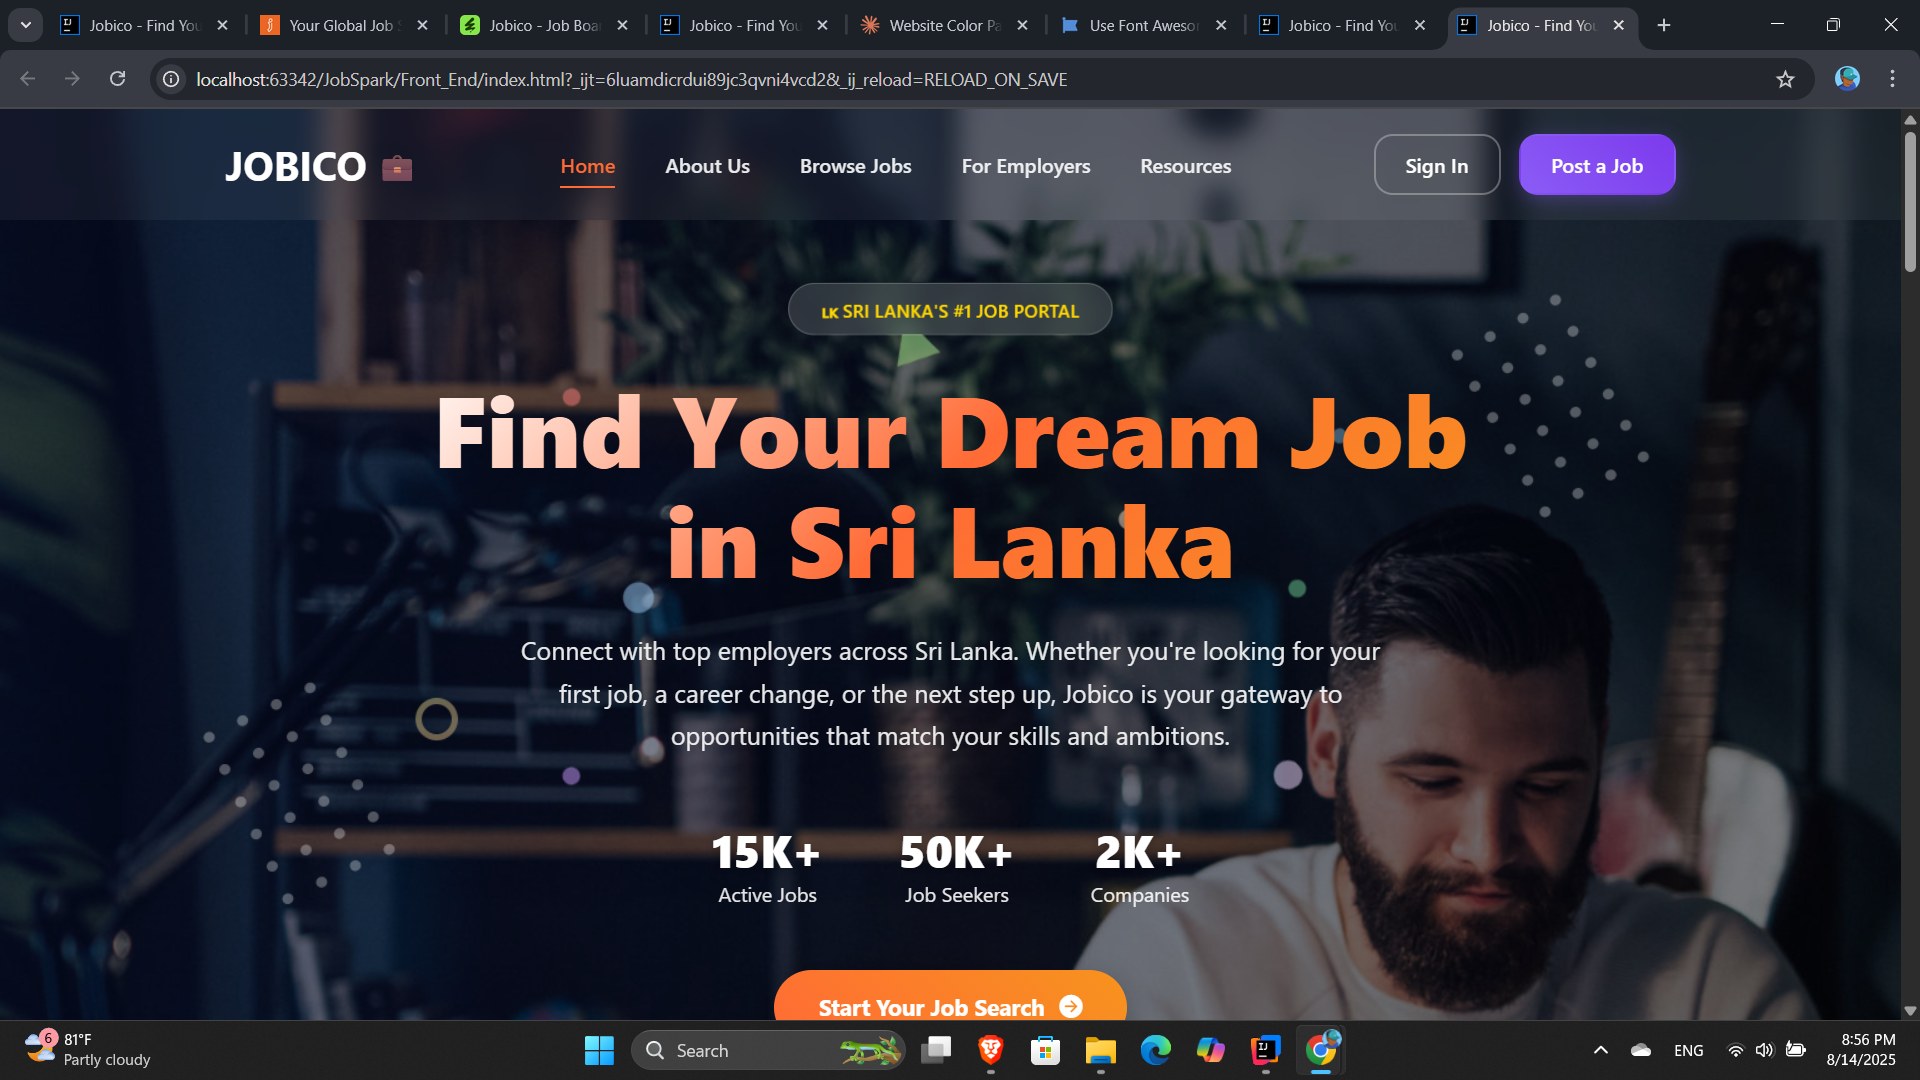 Jobico - Find You
Your Global Job S
Jobico - Job Boa
Jobico - Find You
Website Color Pa
Use Font Aweso
Jobico - Find You
Jobico - Find You
localhost:63342/JobSpark/Front_End/index.html?_ijt=6luamdicrdui89jc3qvni4vcd2&_ij_reload=RELOAD_ON_SAVE
JOBICO
Home
About Us
Browse Jobs
For Employers
Resources
Sign In
Post a Job
LK SRI LANKA'S #1 JOB PORTAL
Find Your Dream Job
in Sri Lanka
Connect with top employers across Sri Lanka. Whether you're looking for your
first job, a career change, or the next step up, Jobico is your gateway to
opportunities that match your skills and ambitions.
15K+
Active Jobs
50K+
Job Seekers
2K+
Companies
Start Your Job Search
6
81°F
Partly cloudy
Search
ENG
8:56 PM
8/14/2025